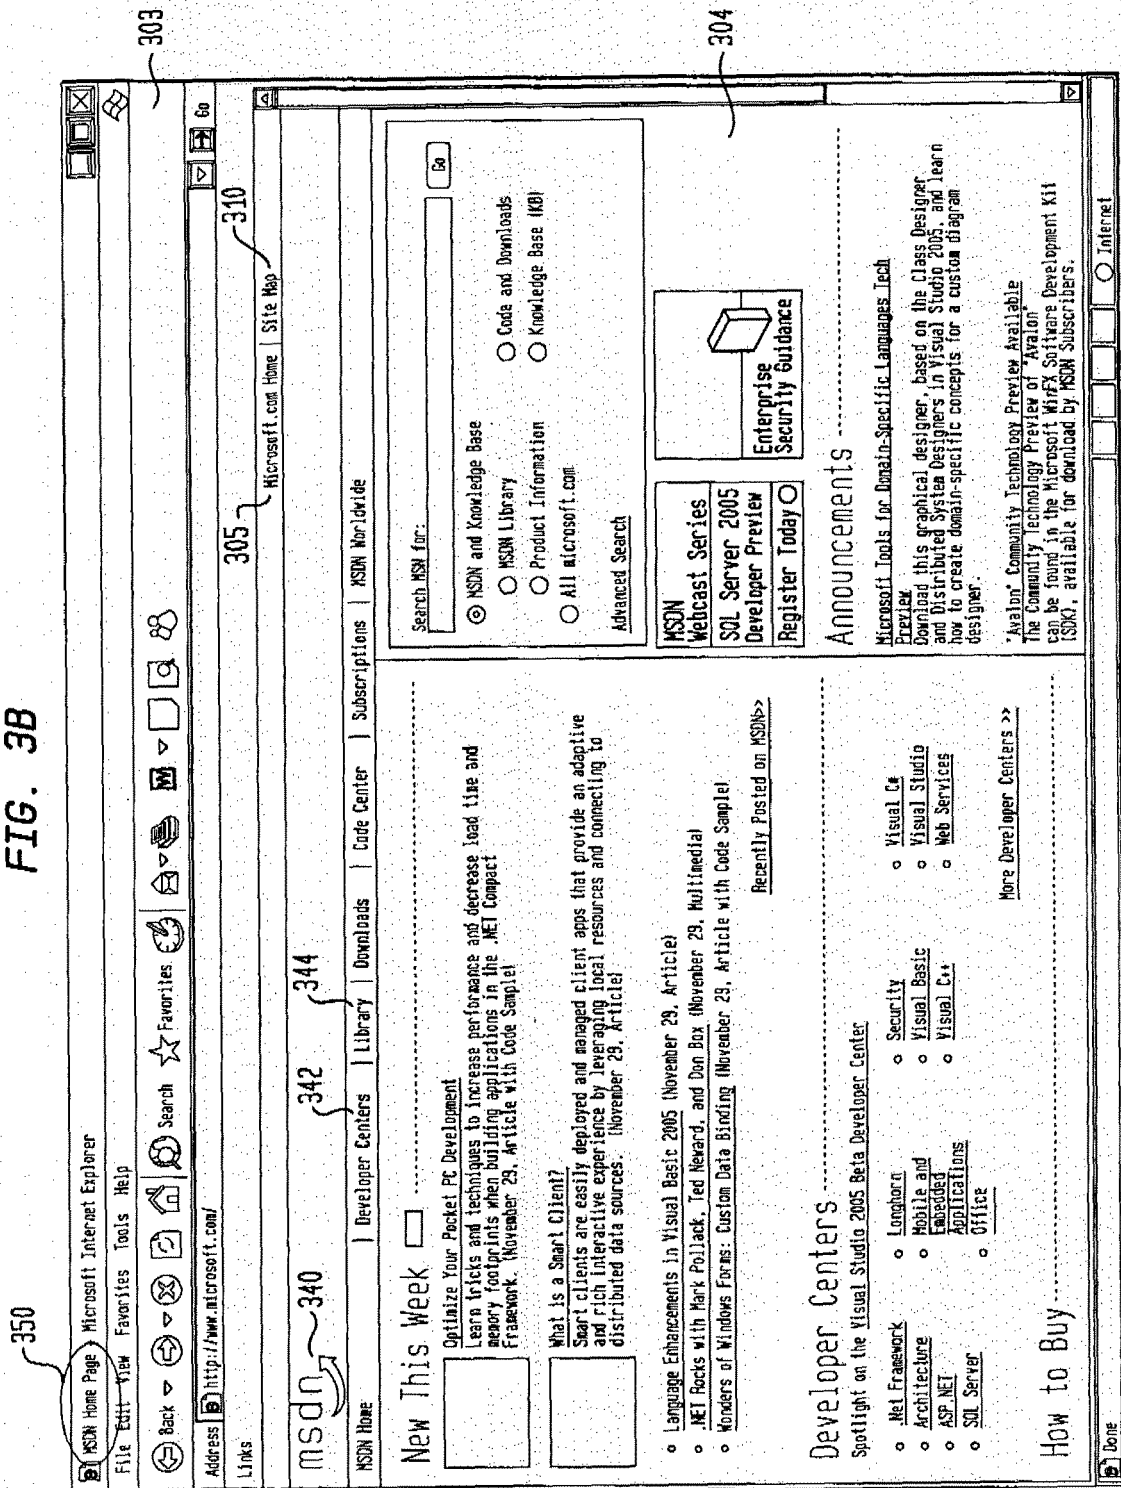 FIG. 3B
350
MSDN Home Page - Microsoft Internet Explorer
File Edit View Favorites Tools Help
Back Search Favorites W
303
Address http://www.microsoft.com/ Go
Links
305
310
Microsoft.com Home | Site Map
msdn
340
342
344
MSDN Home | Developer Centers | Library | Downloads | Code Center | Subscriptions | MSDN Worldwide
New This Week
Optimize Your Pocket PC Development
Learn tricks and techniques to increase performance and decrease load time and
memory footprints when building applications in the .NET Compact
Framework. (November 29, Article with Code Sample)
What is a Smart Client?
Smart clients are easily deployed and managed client apps that provide an adaptive
and rich interactive experience by leveraging local resources and connecting to
distributed data sources. (November 29, Article)
o Language Enhancements in Visual Basic 2005 (November 29, Article)
o .NET Rocks with Mark Pollack, Ted Neward, and Don Box (November 29, Multimedia)
o Wonders of Windows Forms: Custom Data Binding (November 29, Article with Code Sample)
Recently Posted on MSDN>>
Developer Centers
Spotlight on the Visual Studio 2005 Beta Developer Center
o .Net Framework
o Architecture
o ASP.NET
o SQL Server
o Longhorn
o Mobile and
Embedded
Applications
o Office
o Security
o Visual Basic
o Visual C++
o Visual C#
o Visual Studio
o Web Services
More Developer Centers >>
How to Buy
Search MSN for:
Go
MSDN and Knowledge Base
MSDN Library
Product Information
All microsoft.com
Code and Downloads
Knowledge Base (KB)
Advanced Search
MSDN
Webcast Series
SQL Server 2005
Developer Preview
Register Today
Enterprise
Security Guidance
304
Announcements
Microsoft Tools for Domain-Specific Languages Tech
Preview
Download this graphical designer, based on the Class Designer
and Distributed System Designers in Visual Studio 2005, and learn
how to create domain-specific concepts for a custom diagram
designer.
"Avalon" Community Technology Preview Available
The Community Technology Preview of "Avalon"
can be found in the Microsoft WinFX Software Development Kit
(SDK), available for download by MSDN Subscribers.
Done
Internet